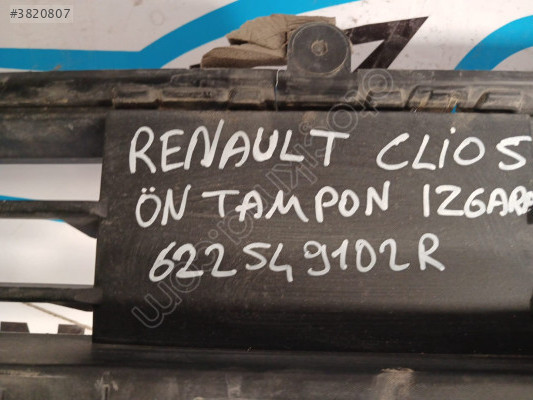 #3820807
RENAULT CLIO 5
ÖN TAMPON IZGARA
622549102R